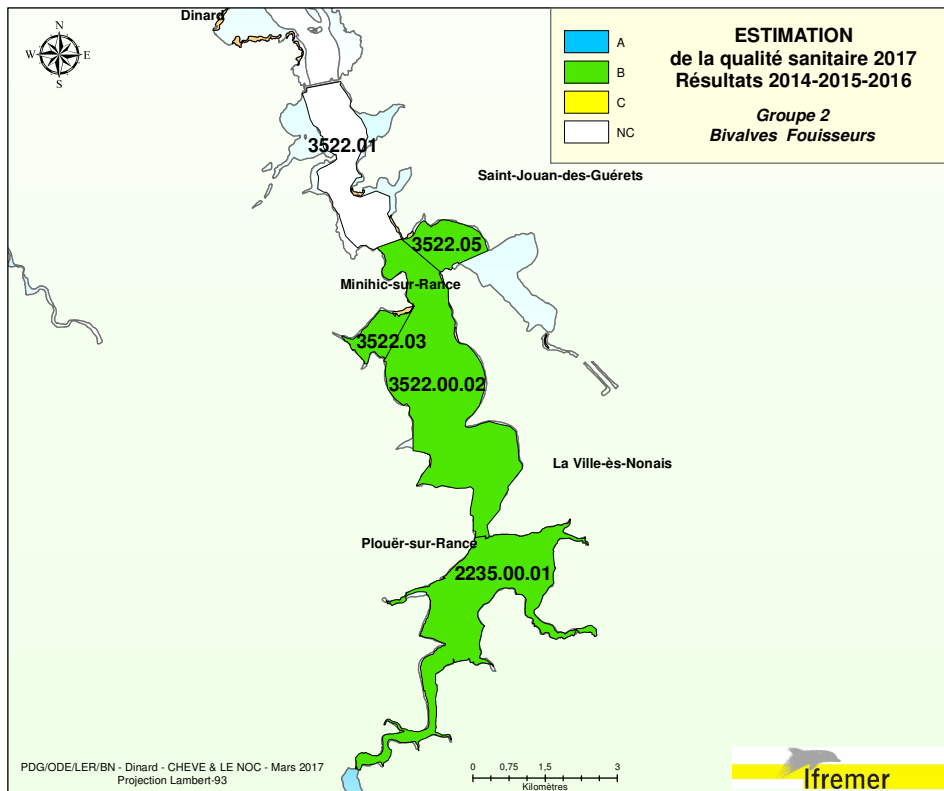 Dinard
N
W E
S
A
B
C
NC
ESTIMATION
de la qualité sanitaire 2017
Résultats 2014-2015-2016
Groupe 2
Bivalves Fouisseurs
3522.01
Saint-Jouan-des-Guérets
3522.05
Minihic-sur-Rance
3522.03
3522.00.02
La Ville-ès-Nonais
Plouër-sur-Rance
2235.00.01
PDG/ODE/LER/BN - Dinard - CHEVE & LE NOC - Mars 2017
Projection Lambert-93
0 0,75 1,5 3
Kilomètres
Ifremer